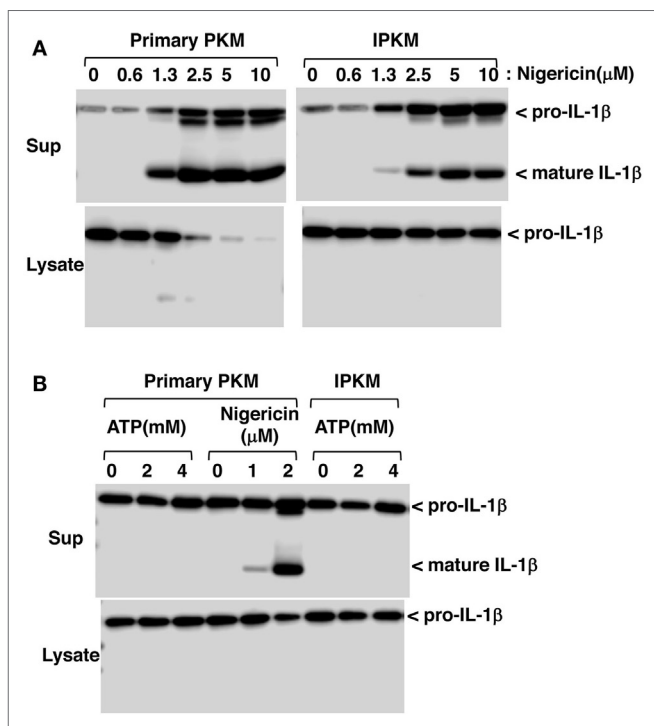 A
Primary PKM
IPKM
0 0.6 1.3 2.5 5 10 0 0.6 1.3 2.5 5 10 : Nigericin(μM)
Sup
< pro-IL-1β
< mature IL-1β
Lysate
< pro-IL-1β
B
Primary PKM
IPKM
ATP(mM)
Nigericin
(μM)
ATP(mM)
0 2 4 0 1 2 0 2 4
Sup
< pro-IL-1β
< mature IL-1β
Lysate
< pro-IL-1β